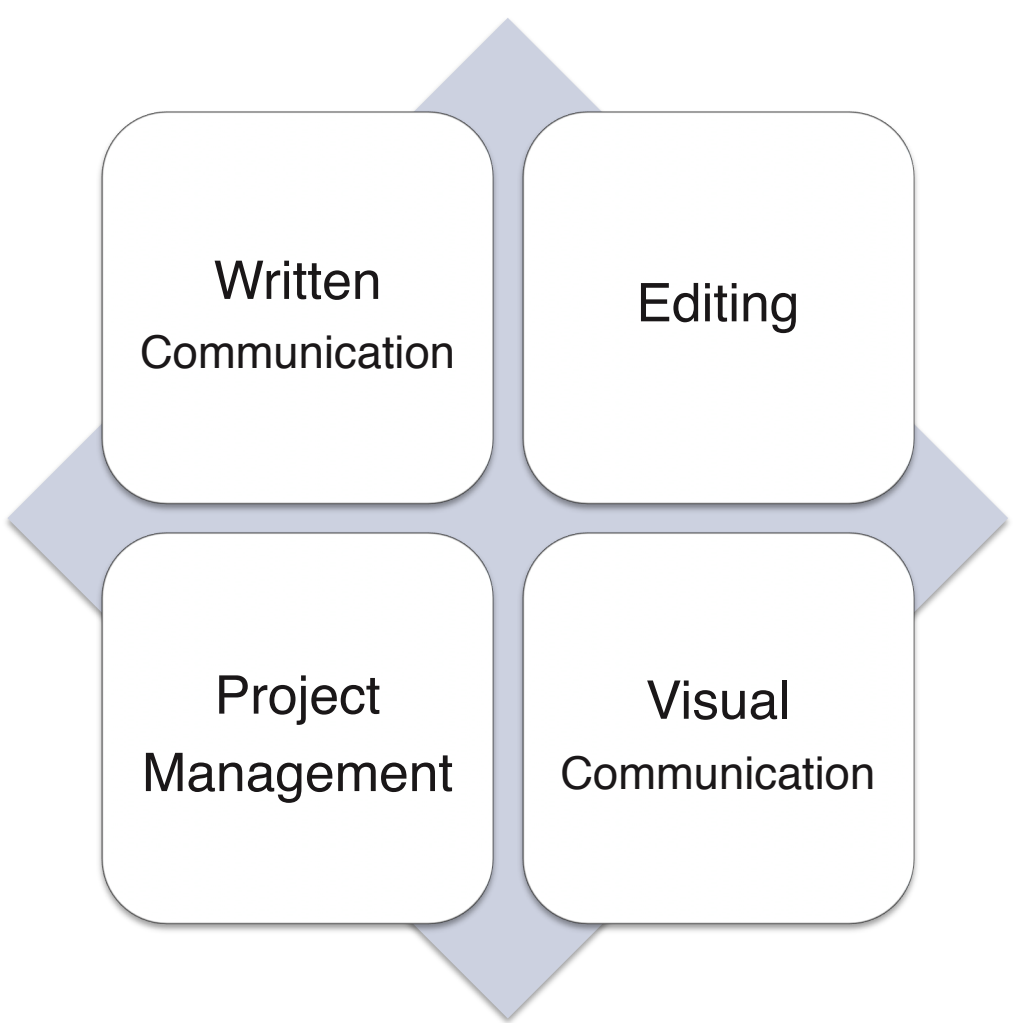 Written
Communication
Editing
Project
Management
Visual
Communication